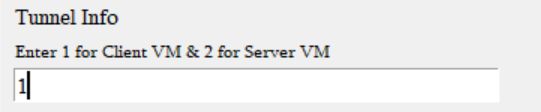 Tunnel Info
Enter 1 for Client VM & 2 for Server VM
1